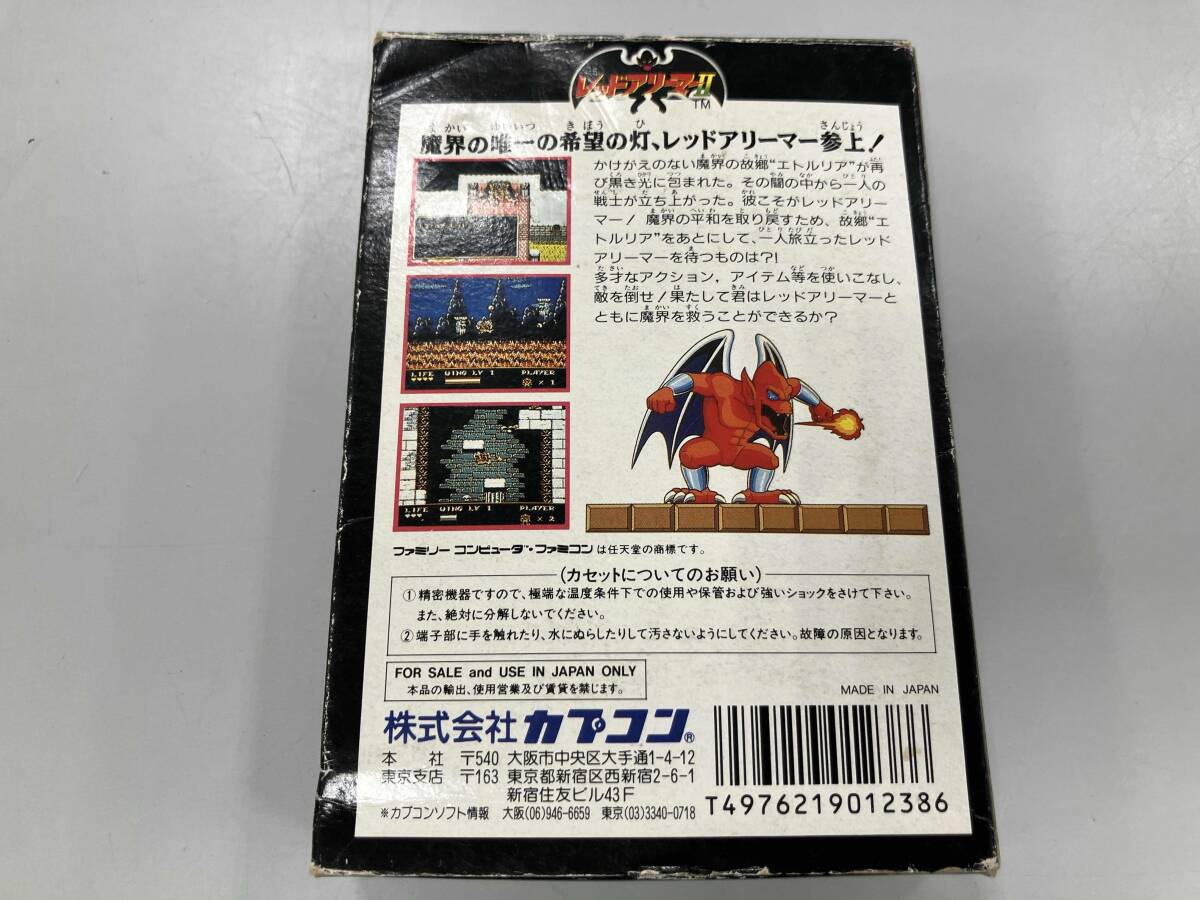 レッドアリーマーII
TM
魔界の唯一の希望の灯、レッドアリーマー参上!
かけがえのない魔界の故郷“エトルリア”が再
び黒き光に包まれた。その闇の中から一人の
戦士が立ち上がった。彼こそがレッドアリー
マー! 魔界の平和を取り戻すため、故郷“エ
トルリア”をあとにして、一人旅立ったレッド
アリーマーを待つものは?!
多才なアクション，アイテム等を使いこなし、
敵を倒せ!果たして君はレッドアリーマーと
ともに魔界を救うことができるか?
LIFE WING LV 1 PLAYER
× 1
LIFE WING LV 1 PLAYER
× 2
ファミリー コンピュータ・ファミコン は任天堂の商標です。
(カセットについてのお願い)
①精密機器ですので、極端な温度条件下での使用や保管および強いショックをさけて下さい。
また、絶対に分解しないでください。
②端子部に手を触れたり、水にぬらしたりして汚さないようにしてください。故障の原因となります。
FOR SALE and USE IN JAPAN ONLY
本品の輸出、使用営業及び賃貸を禁じます。
MADE IN JAPAN
株式会社カプコン®
本社 〒540 大阪市中央区大手通1-4-12
東京支店 〒163 東京都新宿区西新宿2-6-1
新宿住友ビル43F
※カプコンソフト情報 大阪(06)946-6659 東京(03)3340-0718
T4976219012386